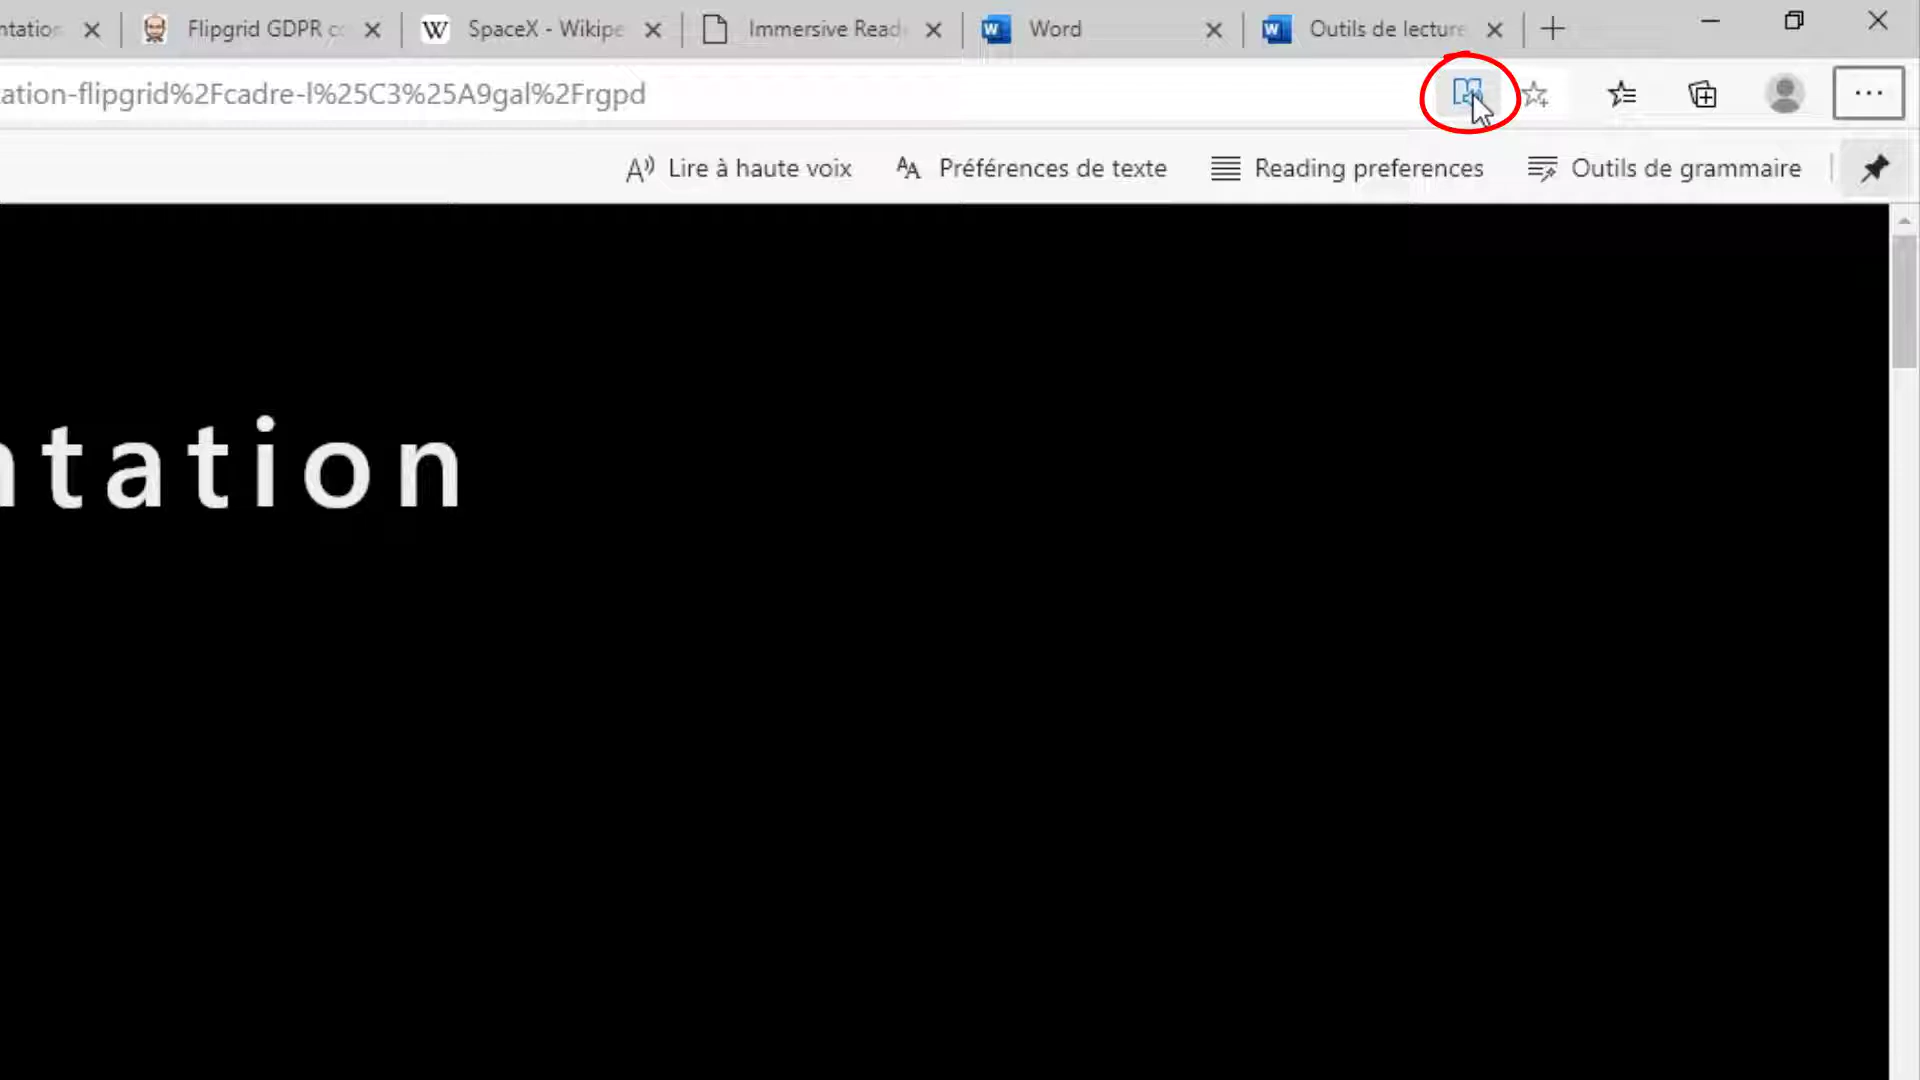 ntatio Flipgrid GDPR c SpaceX - Wikipe Immersive Read Word Outils de lecture
ation-flipgrid%2Fcadre-l%25C3%25A9gal%2Frgpd
Lire à haute voix Préférences de texte Reading preferences Outils de grammaire
ntation